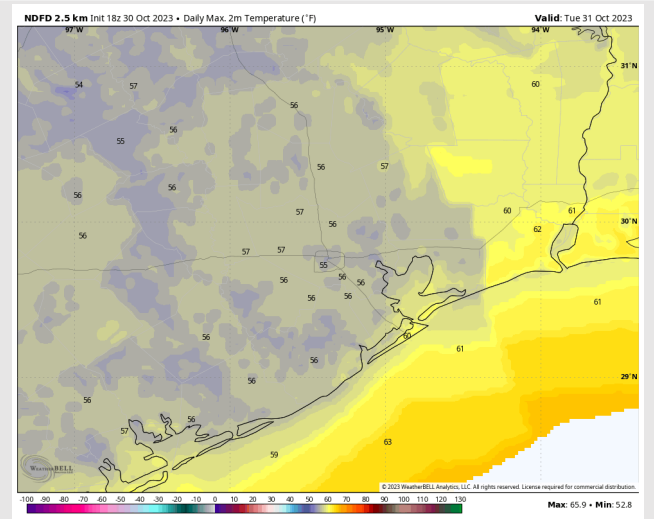 NDFD 2.5 km Init 18z 30 Oct 2023 • Daily Max. 2m Temperature (°F)
Valid: Tue 31 Oct 2023
97°W 96°W 95°W 94°W
31°N
54 57 60
56
55 56
56 57
56 56
57 60 61
56 62 30°N
56
57 57
55
56 56 56
56 56 61
56 60
61
56
56 29°N
56
57 56
63
59
WEATHERBELL
© 2023 WeatherBELL Analytics, LLC. All rights reserved. License required for commercial distribution.
-100 -90 -80 -70 -60 -50 -40 -30 -20 -10 0 10 20 30 40 50 60 70 80 90 100 110 120 130
Max: 65.9 • Min: 52.8